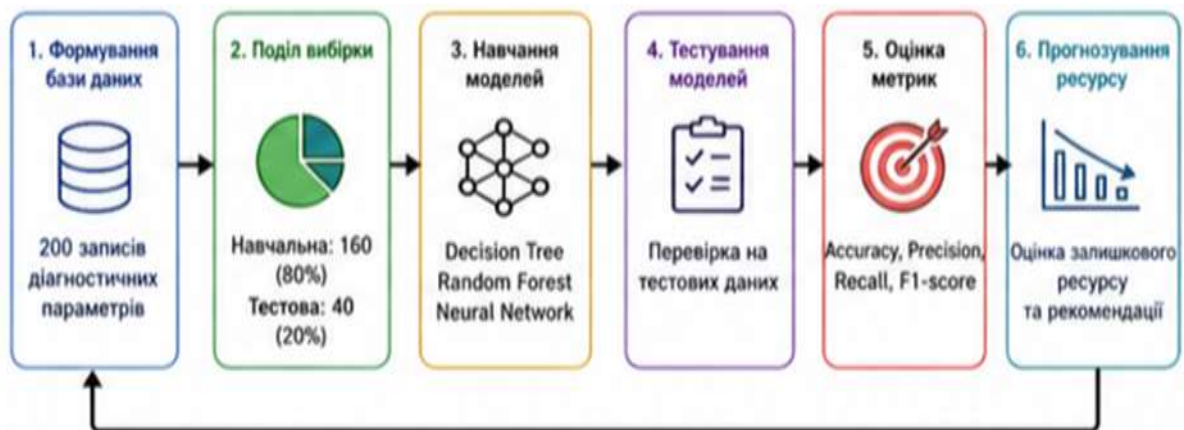 1. Формування
бази даних
200 записів
діагностичних
параметрів
2. Поділ вибірки
Навчальна: 160
(80%)
Тестова: 40
(20%)
3. Навчання
моделей
Decision Tree
Random Forest
Neural Network
4. Тестування
моделей
Перевірка на
тестових даних
5. Оцінка
метрик
Accuracy, Precision,
Recall, F1-score
6. Прогнозування
ресурсу
Оцінка залишкового
ресурсу
та рекомендації